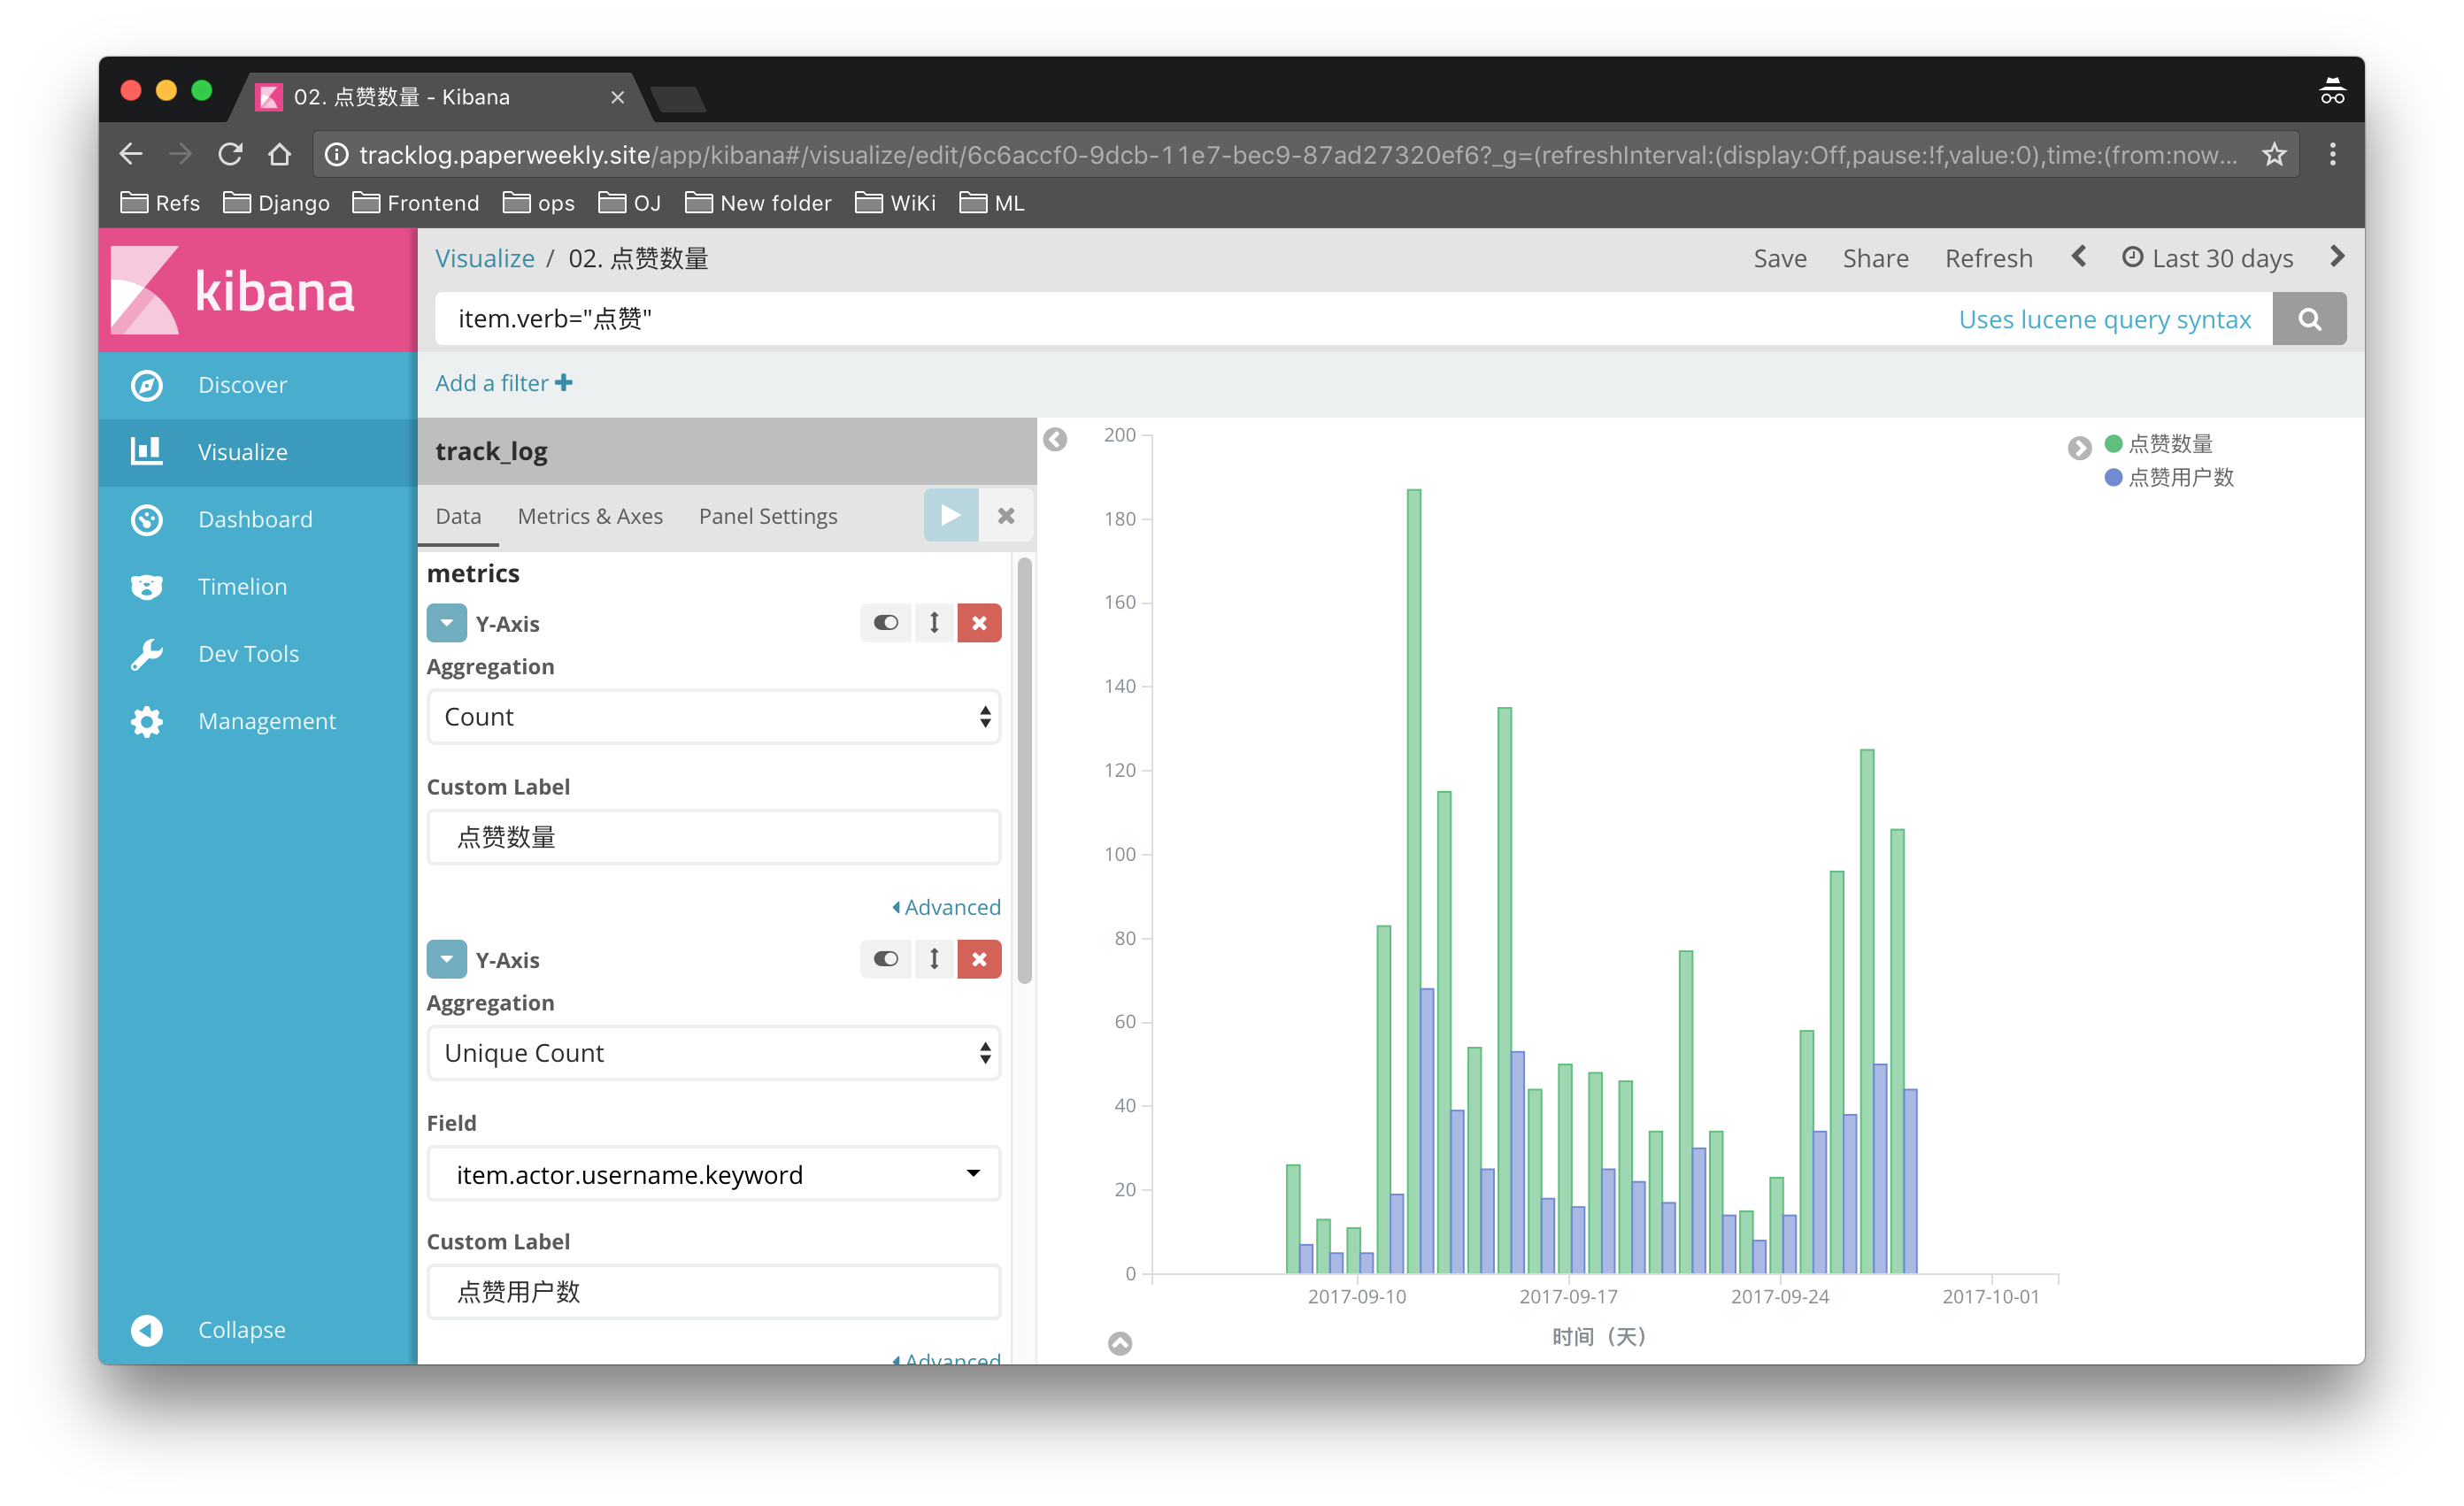 02. 点赞数量 - Kibana
tracklog.paperweekly.site/app/kibana#/visualize/edit/6c6accf0-9dcb-11e7-bec9-87ad27320ef6?_g=(refreshInterval:(display:Off,pause:!f,value:0),time:(from:now...
Refs Django Frontend ops OJ New folder WiKi ML
kibana
Visualize / 02. 点赞数量
Save Share Refresh Last 30 days
item.verb="点赞"
Uses lucene query syntax
Add a filter
Discover
Visualize
Dashboard
Timelion
Dev Tools
Management
Collapse
track_log
Data Metrics & Axes Panel Settings
metrics
Y-Axis
Aggregation
Count
Custom Label
点赞数量
Advanced
Y-Axis
Aggregation
Unique Count
Field
item.actor.username.keyword
Custom Label
点赞用户数
Advanced
200
180
160
140
120
100
80
60
40
20
0
2017-09-10 2017-09-17 2017-09-24 2017-10-01
时间（天）
点赞数量
点赞用户数